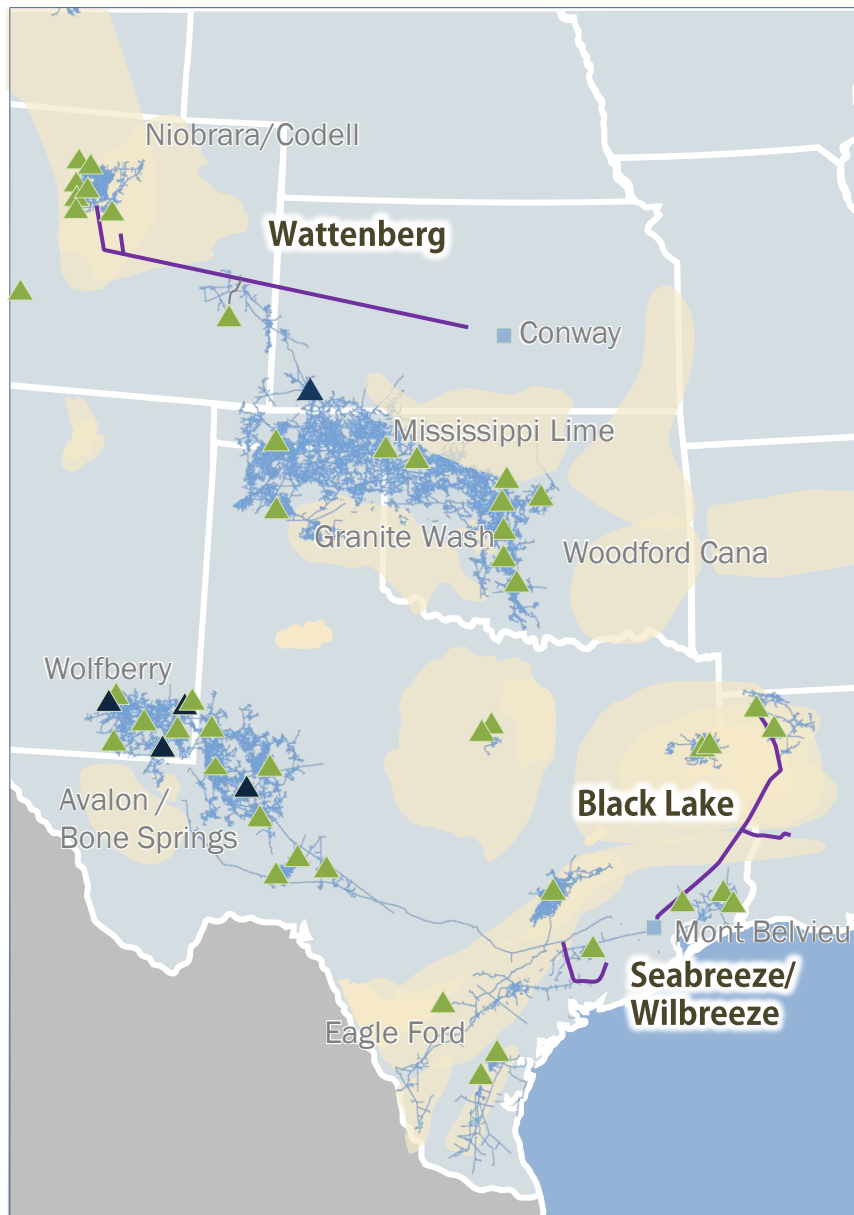 Niobrara/Codell
Wattenberg
Conway
Mississippi Lime
Granite Wash
Woodford Cana
Wolfberry
Avalon /
Bone Springs
Black Lake
Mont Belvieu
Seabreeze/
Wilbreeze
Eagle Ford